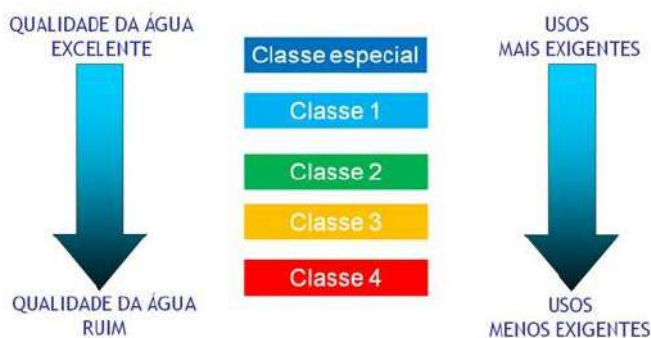 QUALIDADE DA ÁGUA
EXCELENTE
USOS
MAIS EXIGENTES
Classe especial
Classe 1
Classe 2
Classe 3
Classe 4
QUALIDADE DA ÁGUA
RUIM
USOS
MENOS EXIGENTES